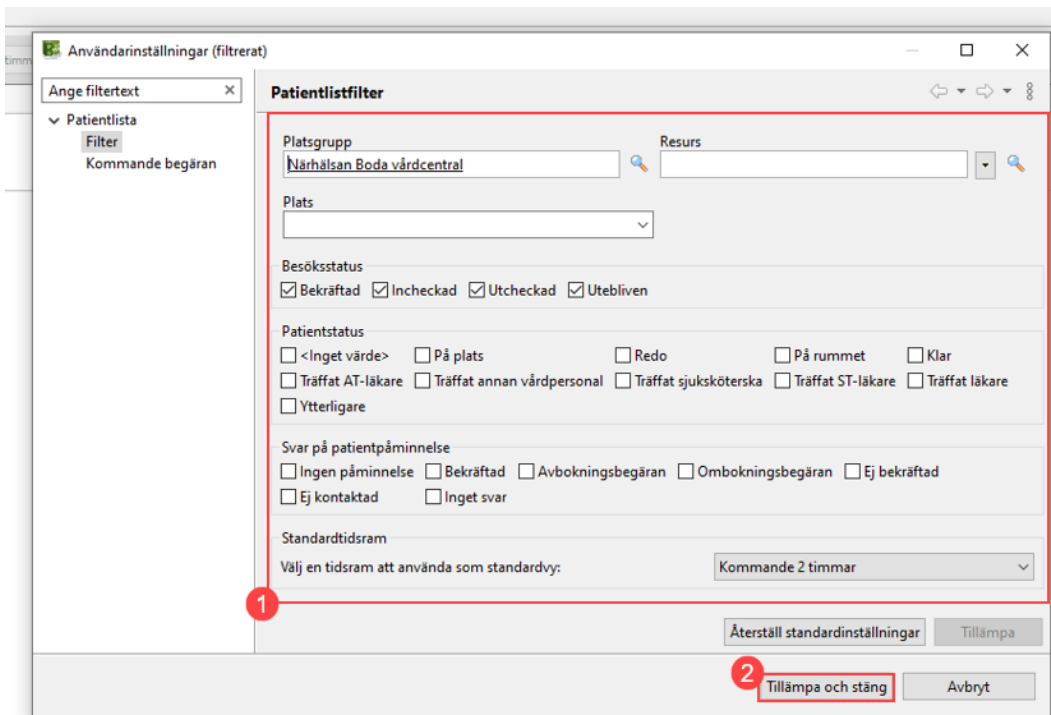 Användarinställningar (filtrerat)
timm
Ange filtertext
Patientlista
Filter
Kommande begäran
Patientlistfilter
Platsgrupp Resurs
Närhälsan Boda vårdcentral
Plats
Besöksstatus
Bekräftad Incheckad Utcheckad Utebliven
Patientstatus
<Inget värde> På plats Redo På rummet Klar
Träffat AT-läkare Träffat annan vårdpersonal Träffat sjuksköterska Träffat ST-läkare Träffat läkare
Ytterligare
Svar på patientpåminnelse
Ingen påminnelse Bekräftad Avbokningsbegäran Ombokningsbegäran Ej bekräftad
Ej kontaktad Inget svar
Standardtidsram
Välj en tidsram att använda som standardvy: Kommande 2 timmar
1
Återställ standardinställningar Tillämpa
2
Tillämpa och stäng Avbryt